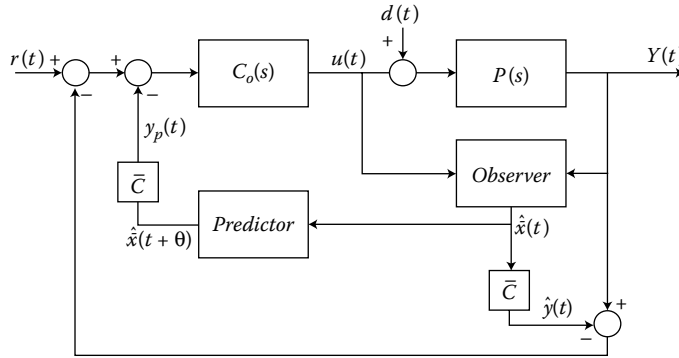 d(t)
r(t) + + + u(t) Y(t
C_o(s) P(s)
− −
y_p(t)
C̅ Observer
Predictor
x̂̄(t + θ) x̂̄(t)
C̅ ŷ(t) +
−